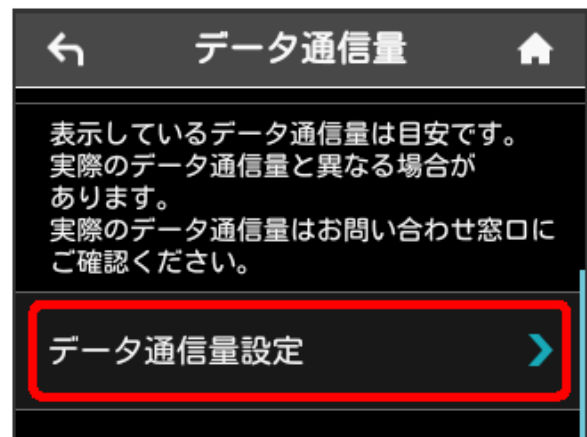 データ通信量
表示しているデータ通信量は目安です。
実際のデータ通信量と異なる場合が
あります。
実際のデータ通信量はお問い合わせ窓口に
ご確認ください。
データ通信量設定